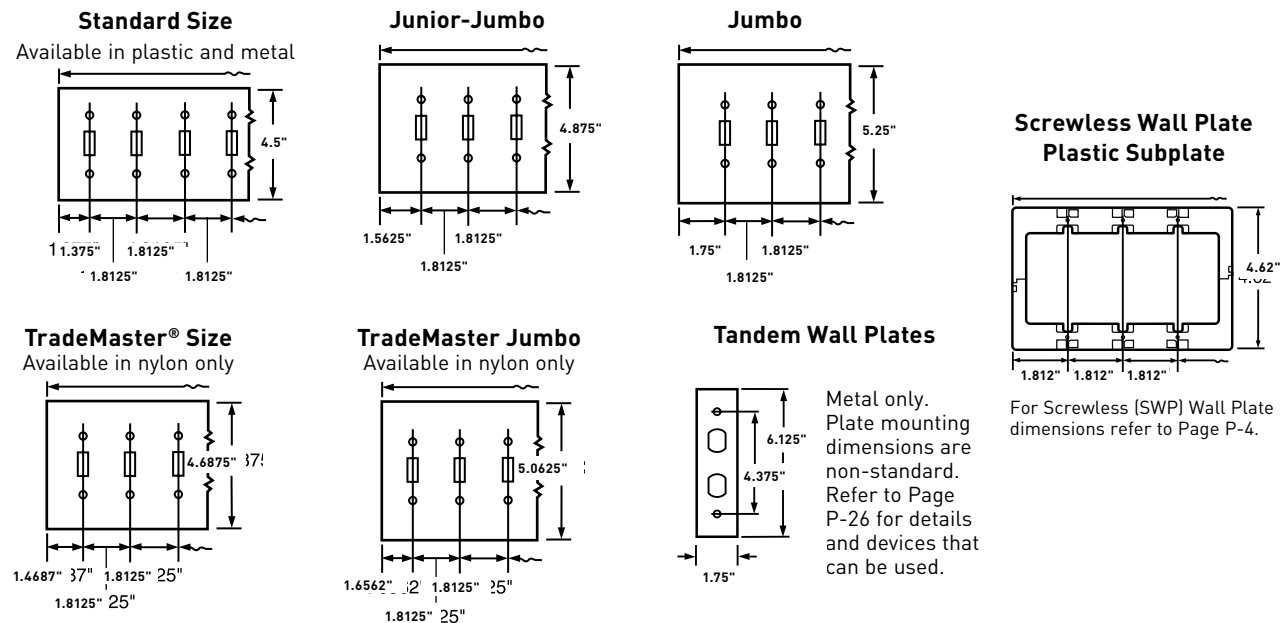 Standard Size
Available in plastic and metal
4.5"
1.375"
1.8125"
1.8125"
1.8125"
Junior-Jumbo
4.875"
1.5625"
1.8125"
1.8125"
Jumbo
5.25"
1.75"
1.8125"
1.8125"
Screwless Wall Plate
Plastic Subplate
4.62"
1.812"
1.812"
1.812"
For Screwless (SWP) Wall Plate
dimensions refer to Page P-4.
TradeMaster® Size
Available in nylon only
4.6875"
1.4687"
1.8125"
1.8125"
TradeMaster Jumbo
Available in nylon only
5.0625"
1.6562"
1.8125"
1.8125"
Tandem Wall Plates
6.125"
4.375"
1.75"
Metal only.
Plate mounting
dimensions are
non-standard.
Refer to Page
P-26 for details
and devices that
can be used.